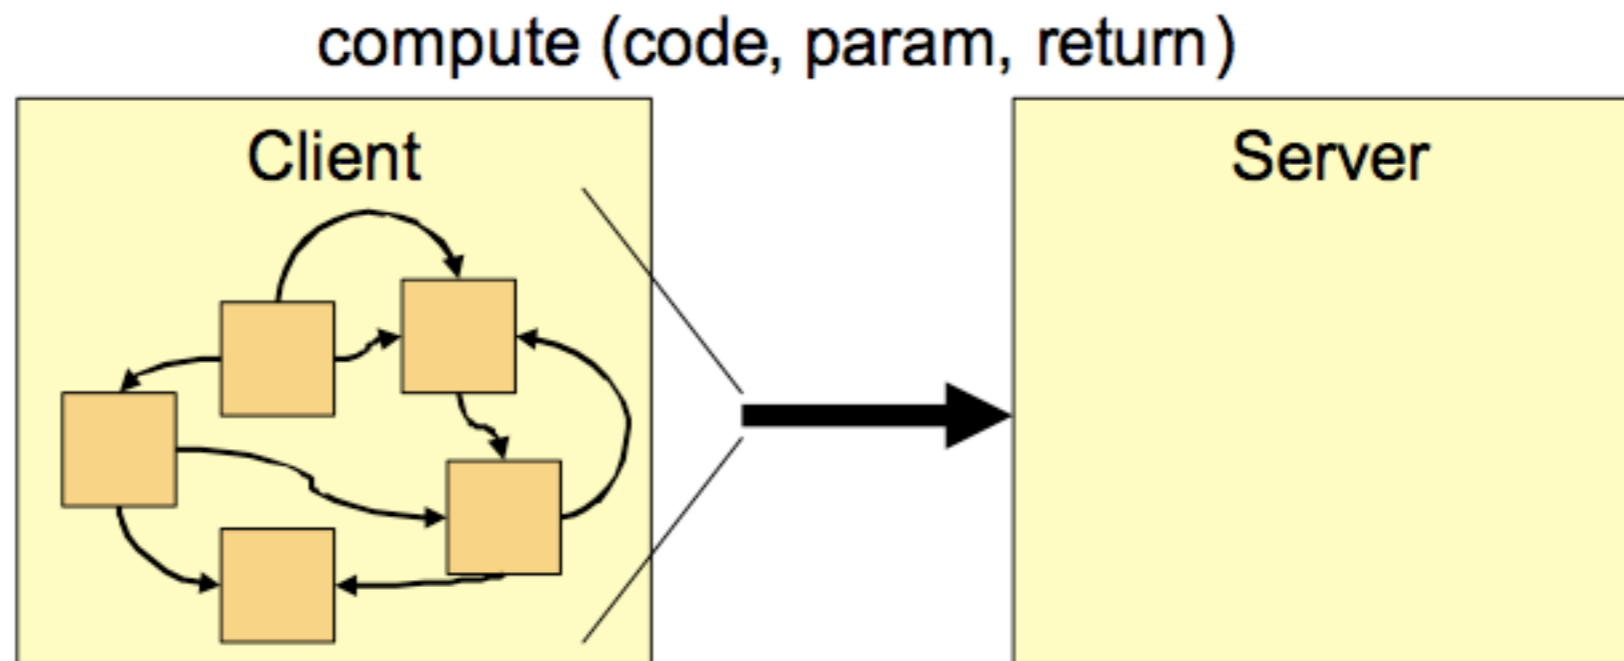 compute (code, param, return)
Client
Server